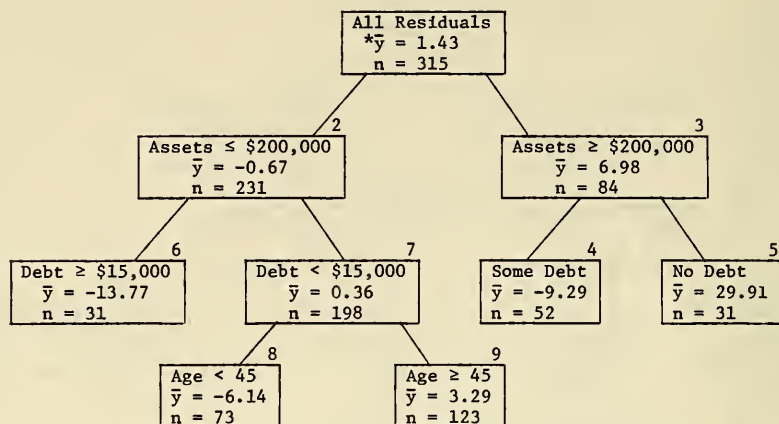 All Residuals
*ȳ = 1.43
n = 315
2
Assets ≤ $200,000
ȳ = -0.67
n = 231
3
Assets ≥ $200,000
ȳ = 6.98
n = 84
6
Debt ≥ $15,000
ȳ = -13.77
n = 31
7
Debt < $15,000
ȳ = 0.36
n = 198
4
Some Debt
ȳ = -9.29
n = 52
5
No Debt
ȳ = 29.91
n = 31
8
Age < 45
ȳ = -6.14
n = 73
9
Age ≥ 45
ȳ = 3.29
n = 123